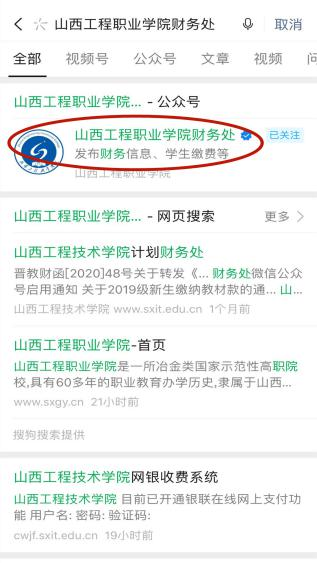 山西工程职业学院财务处 取消
全部 视频号 公众号 文章 视频 问
山西工程职业学院... - 公众号
山西工程职业学院财务处 已关注
发布财务信息、学生缴费等
山西工程职业学院
山西工程职业学院... - 网页搜索 更多
山西工程技术学院计划财务处
晋教财函[2020]48号关于转发《... 财务处微信公众
号启用通知 关于2019级新生缴纳教材款的通... 山...
山西工程技术学院 www.sxit.edu.cn 1个月前
山西工程职业学院-首页
山西工程职业学院是一所冶金类国家示范性高职院
校,具有60多年的职业教育办学历史,隶属于山西...
www.sxgy.cn 21小时前
搜狗搜索提供
山西工程技术学院网银收费系统
山西工程技术学院 目前已开通银联在线网上支付功
能 用户名: 密码: 验证码:
cwjf.sxit.edu.cn 19小时前